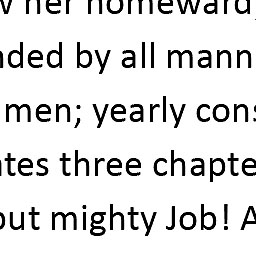 her homeward,
nded by all mann
men; yearly cons
ates three chapte
out mighty Job! A